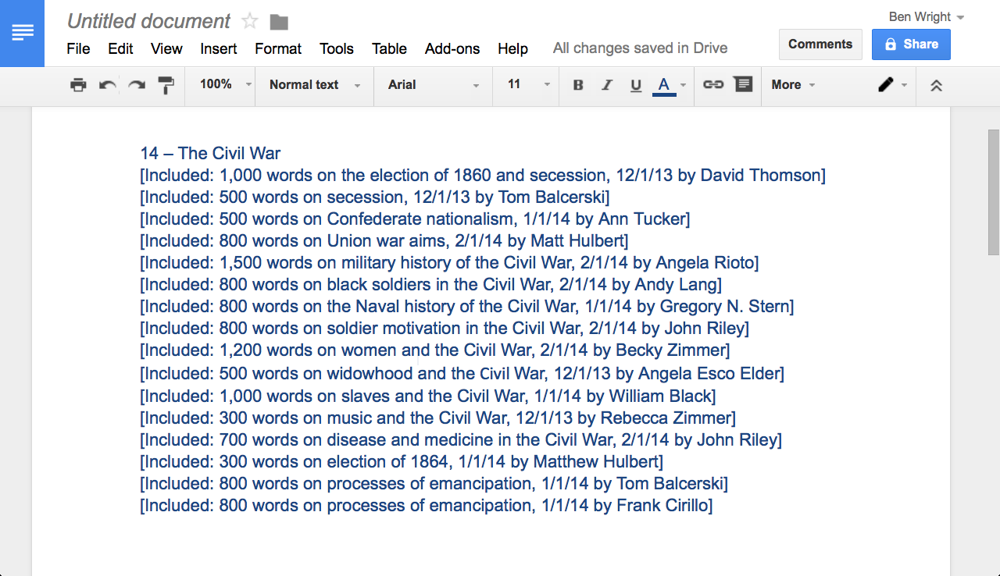 Untitled document
Ben Wright
File Edit View Insert Format Tools Table Add-ons Help All changes saved in Drive Comments Share
100% Normal text Arial 11 B I U A More
14 – The Civil War
[Included: 1,000 words on the election of 1860 and secession, 12/1/13 by David Thomson]
[Included: 500 words on secession, 12/1/13 by Tom Balcerski]
[Included: 500 words on Confederate nationalism, 1/1/14 by Ann Tucker]
[Included: 800 words on Union war aims, 2/1/14 by Matt Hulbert]
[Included: 1,500 words on military history of the Civil War, 2/1/14 by Angela Rioto]
[Included: 800 words on black soldiers in the Civil War, 2/1/14 by Andy Lang]
[Included: 800 words on the Naval history of the Civil War, 1/1/14 by Gregory N. Stern]
[Included: 800 words on soldier motivation in the Civil War, 2/1/14 by John Riley]
[Included: 1,200 words on women and the Civil War, 2/1/14 by Becky Zimmer]
[Included: 500 words on widowhood and the Civil War, 12/1/13 by Angela Esco Elder]
[Included: 1,000 words on slaves and the Civil War, 1/1/14 by William Black]
[Included: 300 words on music and the Civil War, 12/1/13 by Rebecca Zimmer]
[Included: 700 words on disease and medicine in the Civil War, 2/1/14 by John Riley]
[Included: 300 words on election of 1864, 1/1/14 by Matthew Hulbert]
[Included: 800 words on processes of emancipation, 1/1/14 by Tom Balcerski]
[Included: 800 words on processes of emancipation, 1/1/14 by Frank Cirillo]